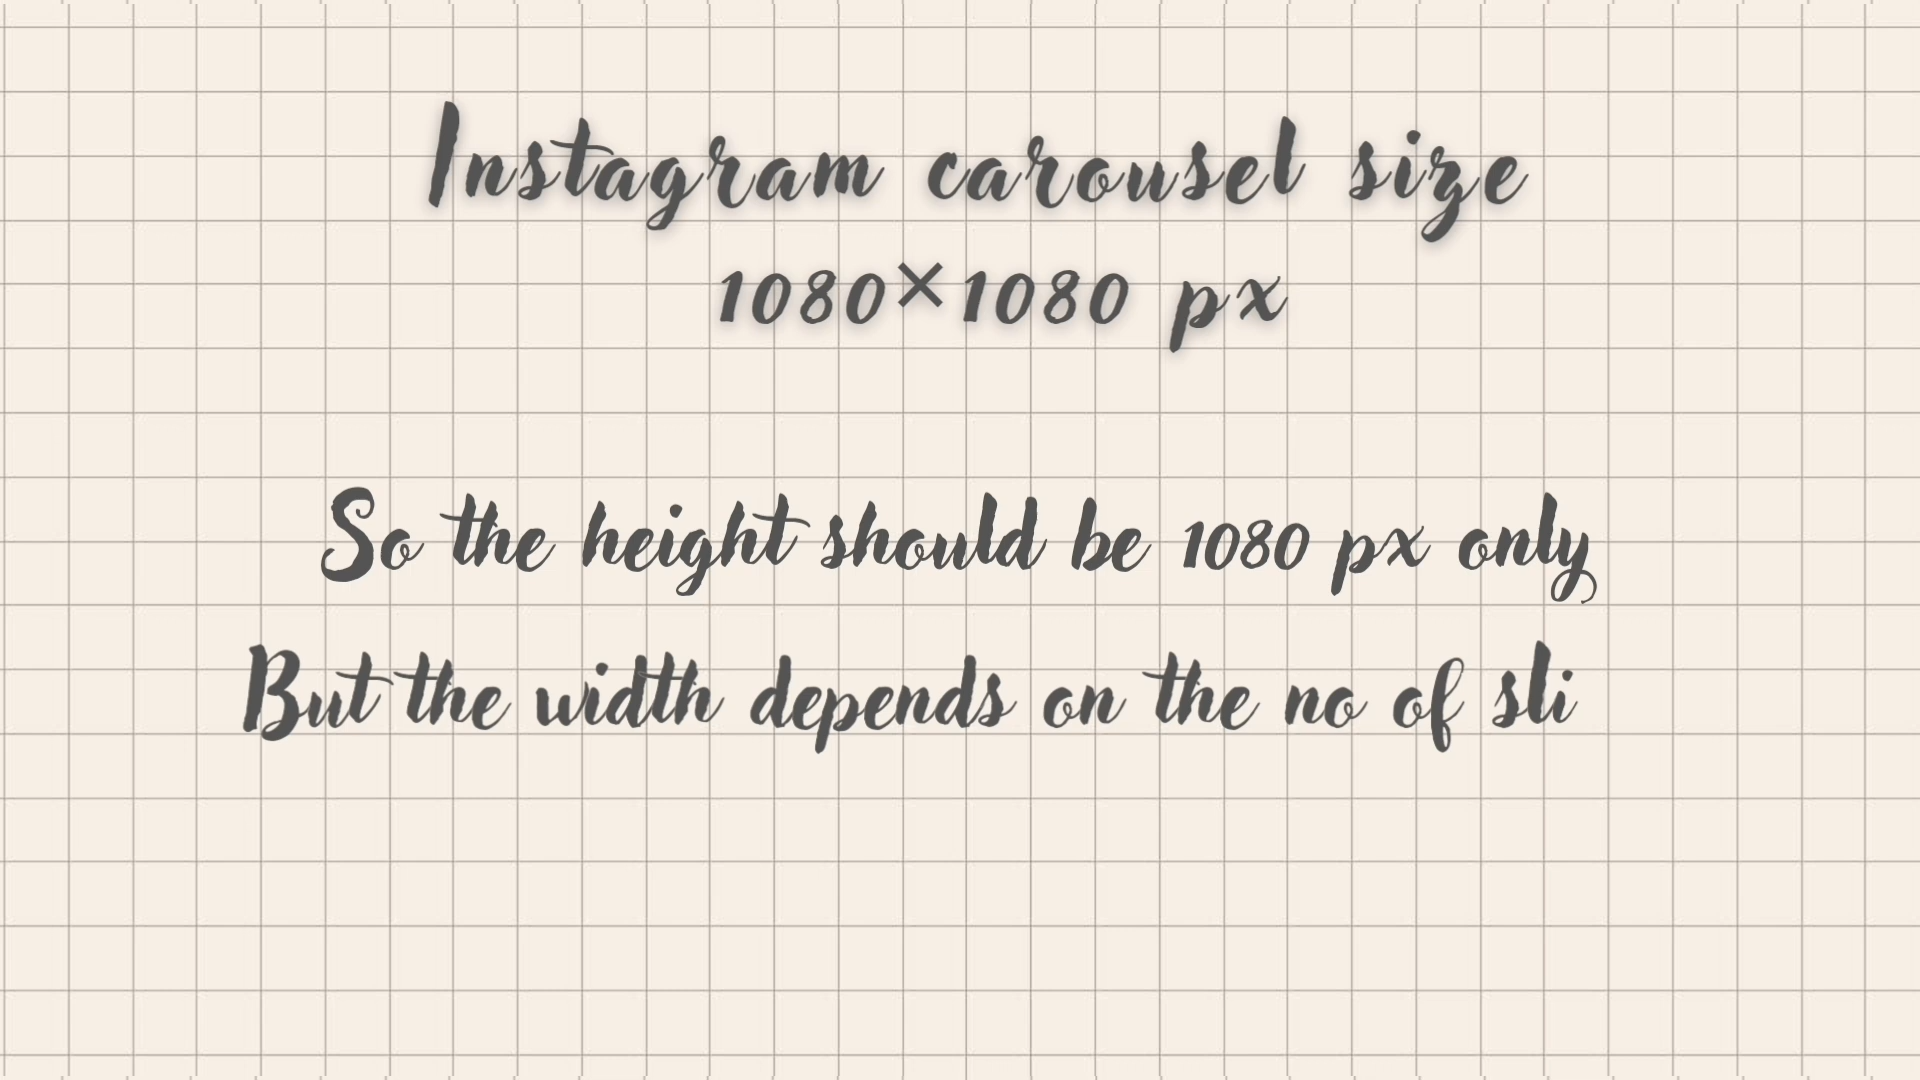 Instagram carousel size
1080×1080 px
So the height should be 1080 px only
But the width depends on the no of sli